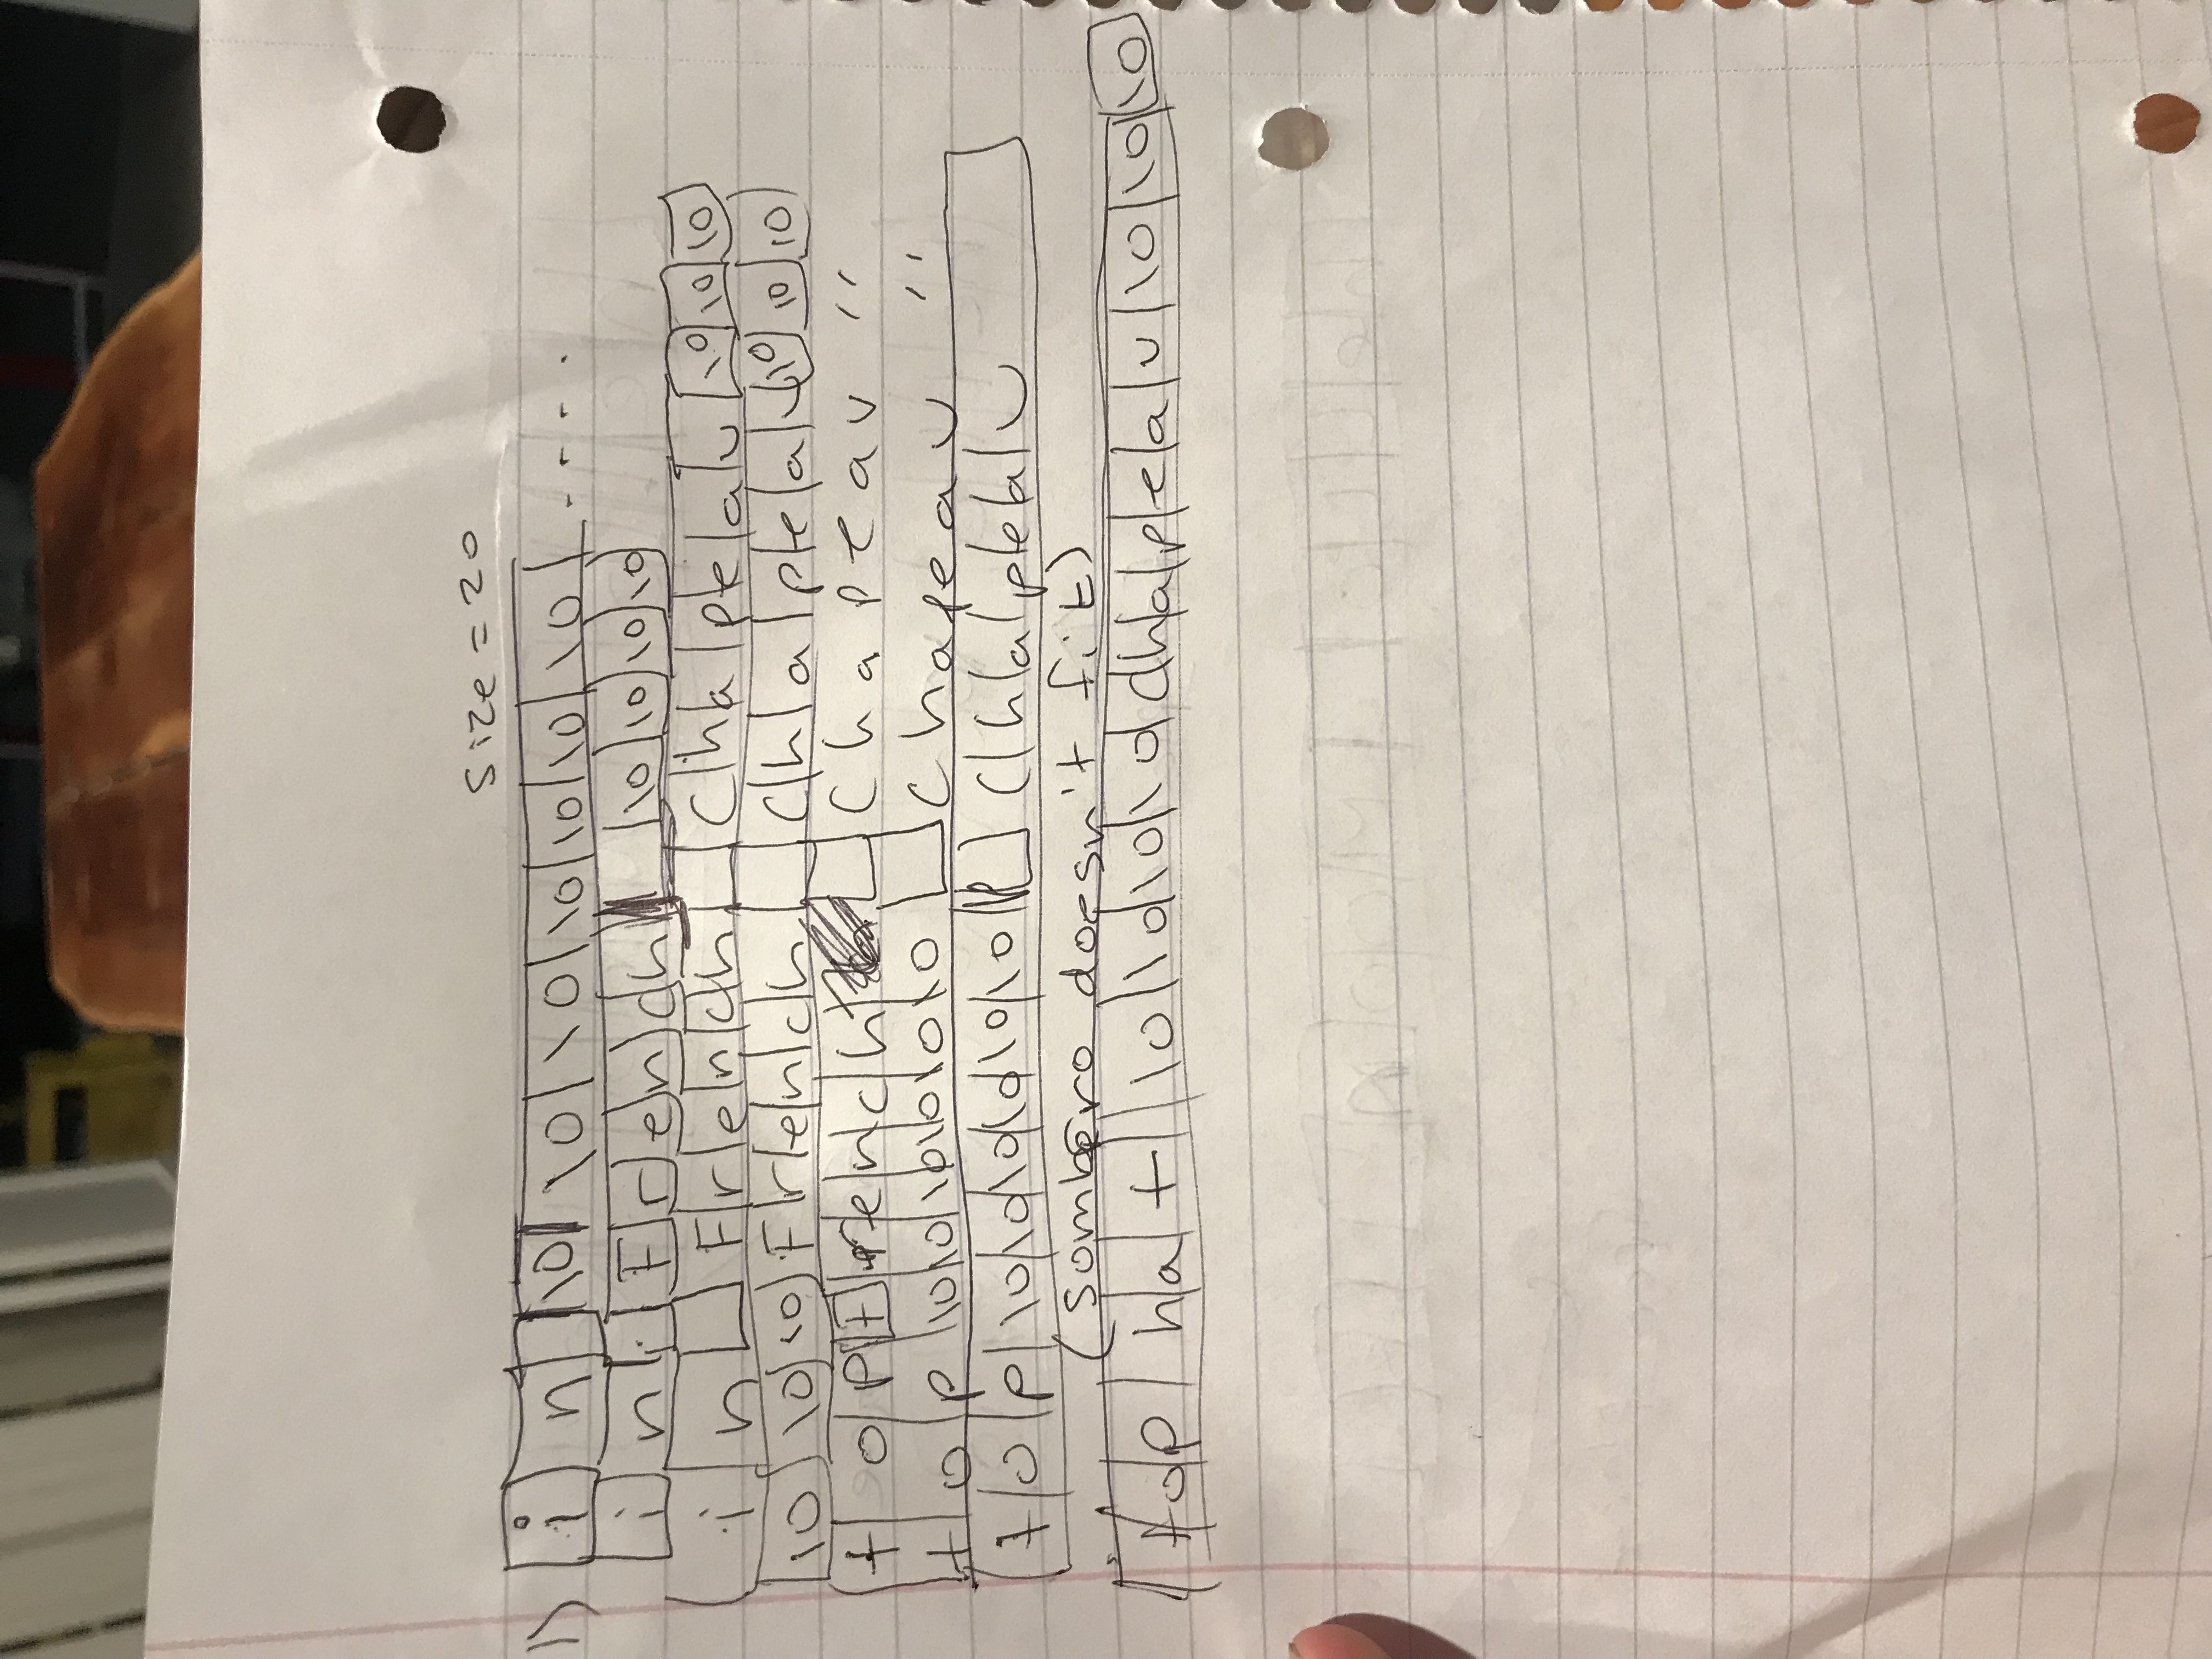 size = 20
1) i n \0 \0 \0 \0 \0 \0 \0 ....
i n F r e n c h \0 \0 \0 \0
i n F r e n c h C h a p e a u \0 \0 \0
\0 \0 \0 F r e n c h C h a p e a u \0 \0 \0
t o p F r e n c h C h a p e a u "
t o p \0 \0 \0 \0 \0 \0 C h a p e a u "
t o p \0 \0 \0 \0 \0 \0 C h a p e a u
(sombrero doesn't fit)
t o p h a t \0 \0 \0 \0 C h a p e a u \0 \0 \0